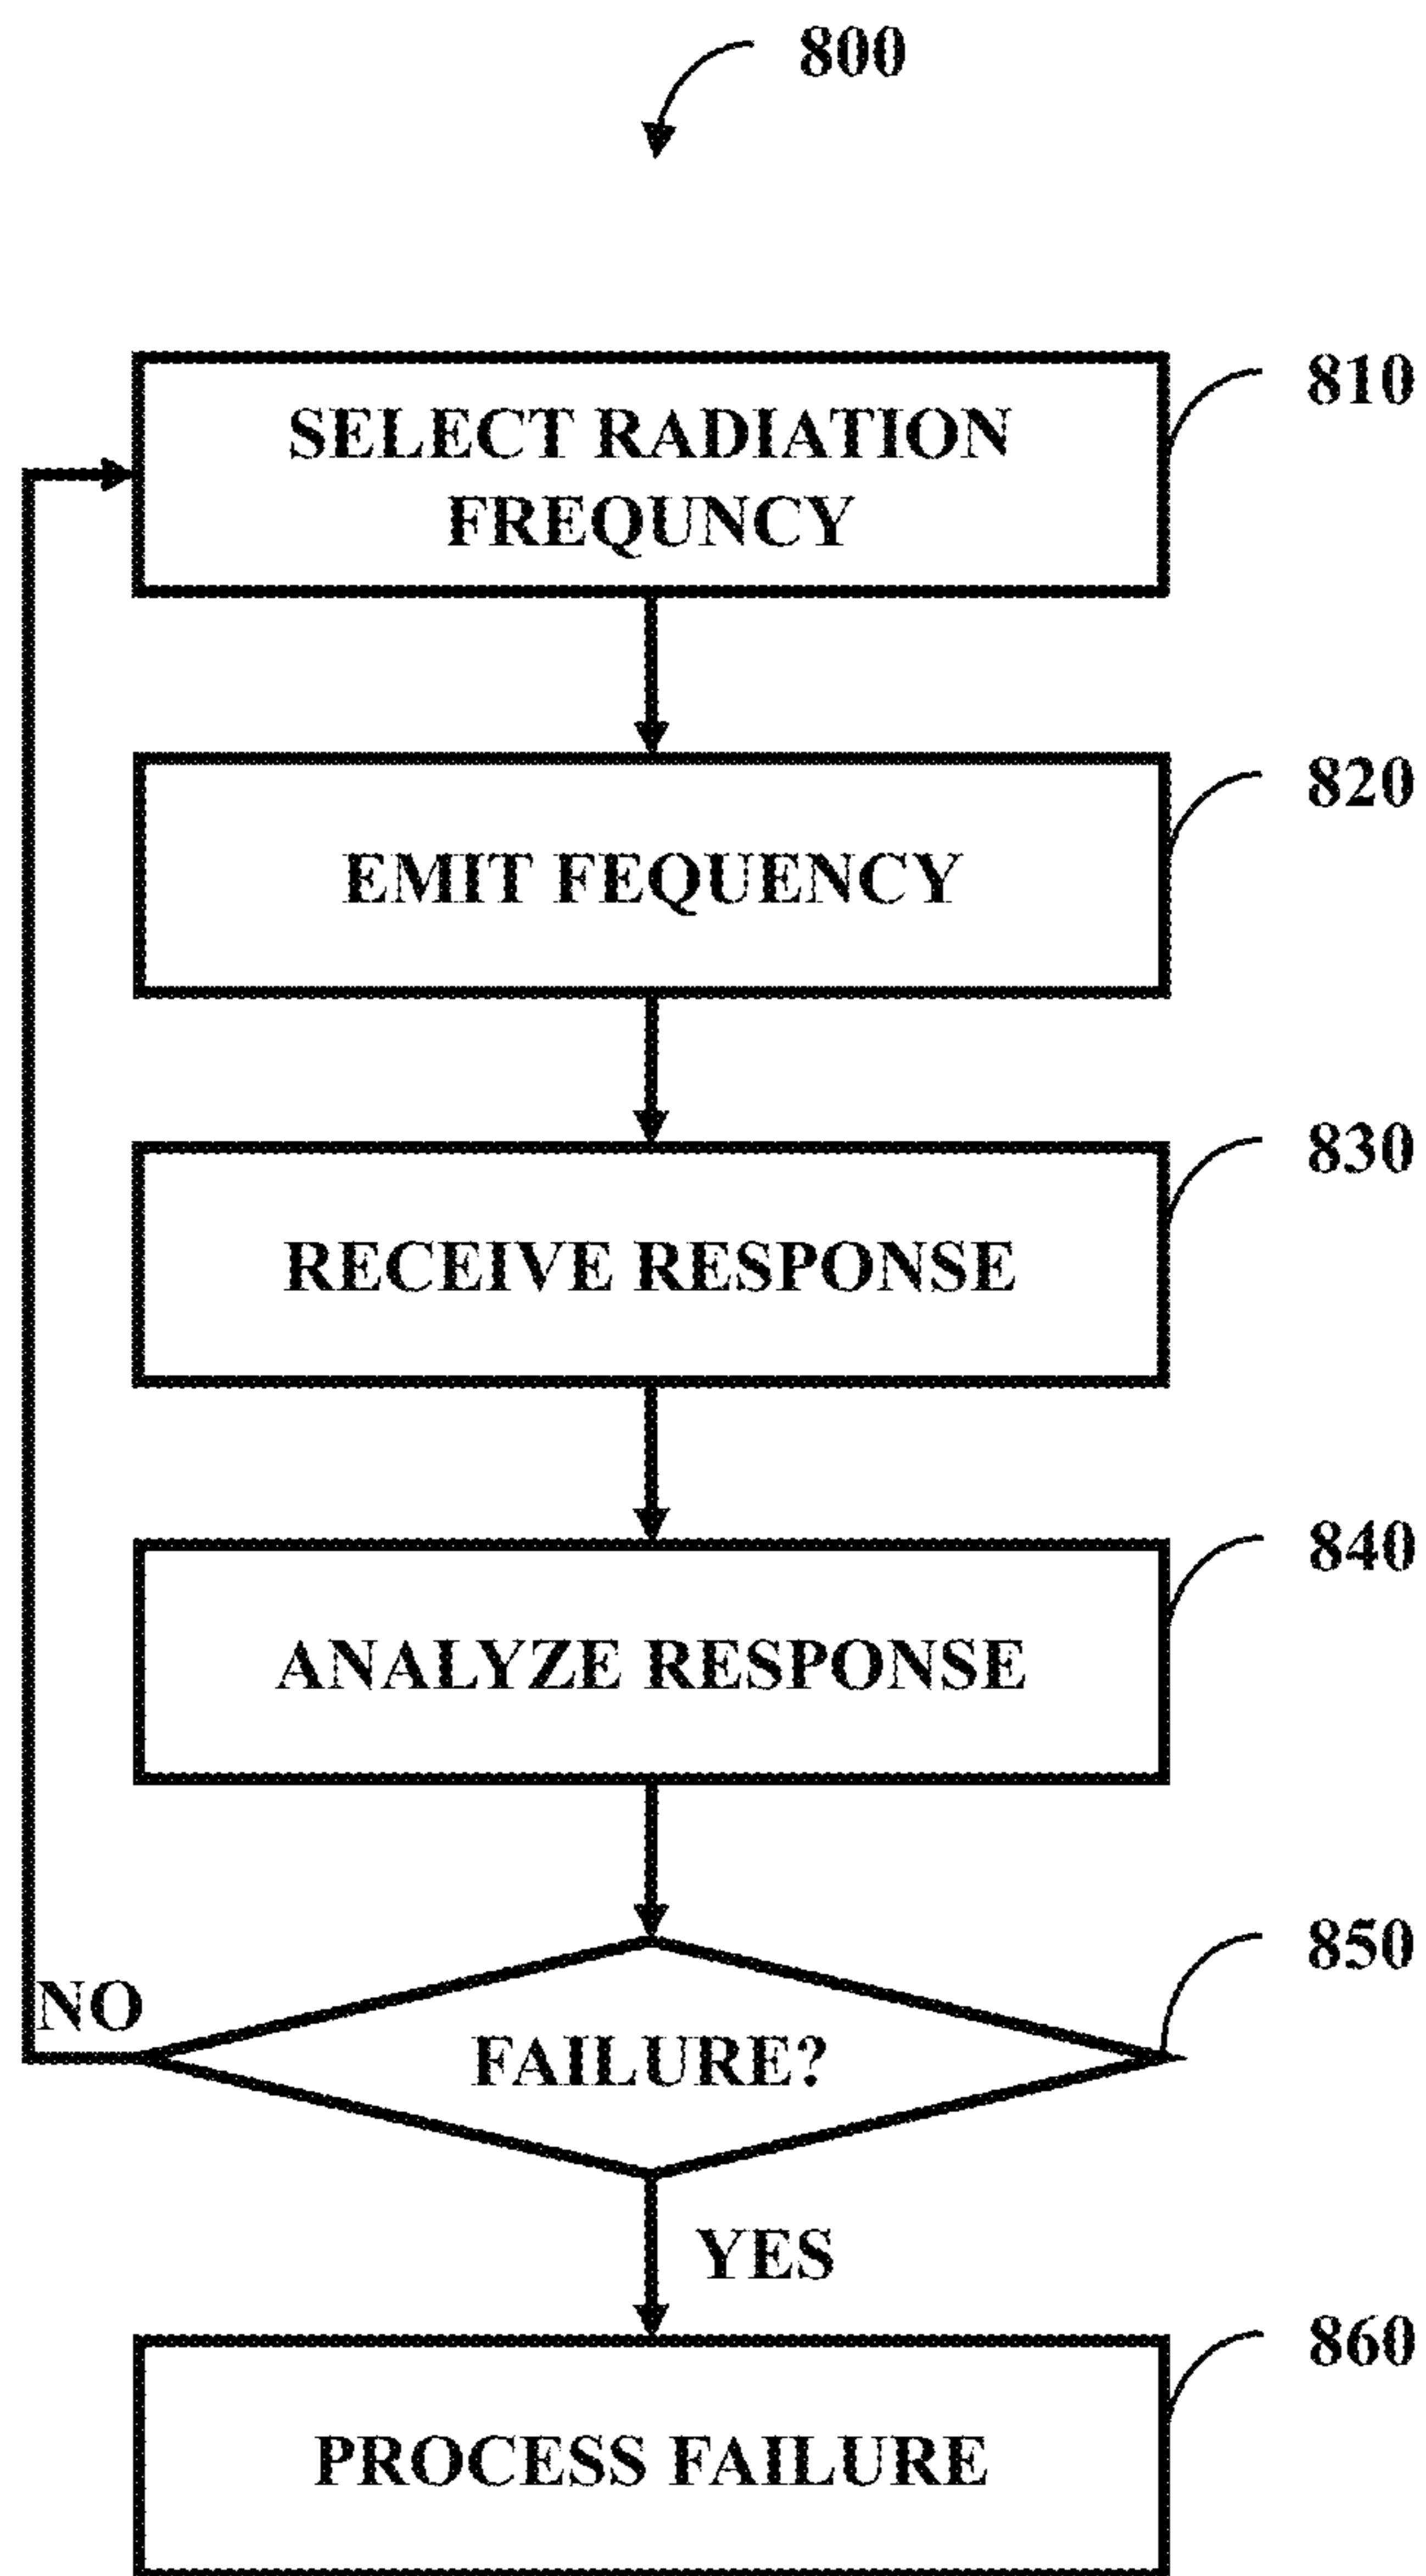 800
SELECT RADIATION
FREQUNCY
810
EMIT FEQUENCY
820
RECEIVE RESPONSE
830
ANALYZE RESPONSE
840
FAILURE?
850
NO
YES
PROCESS FAILURE
860